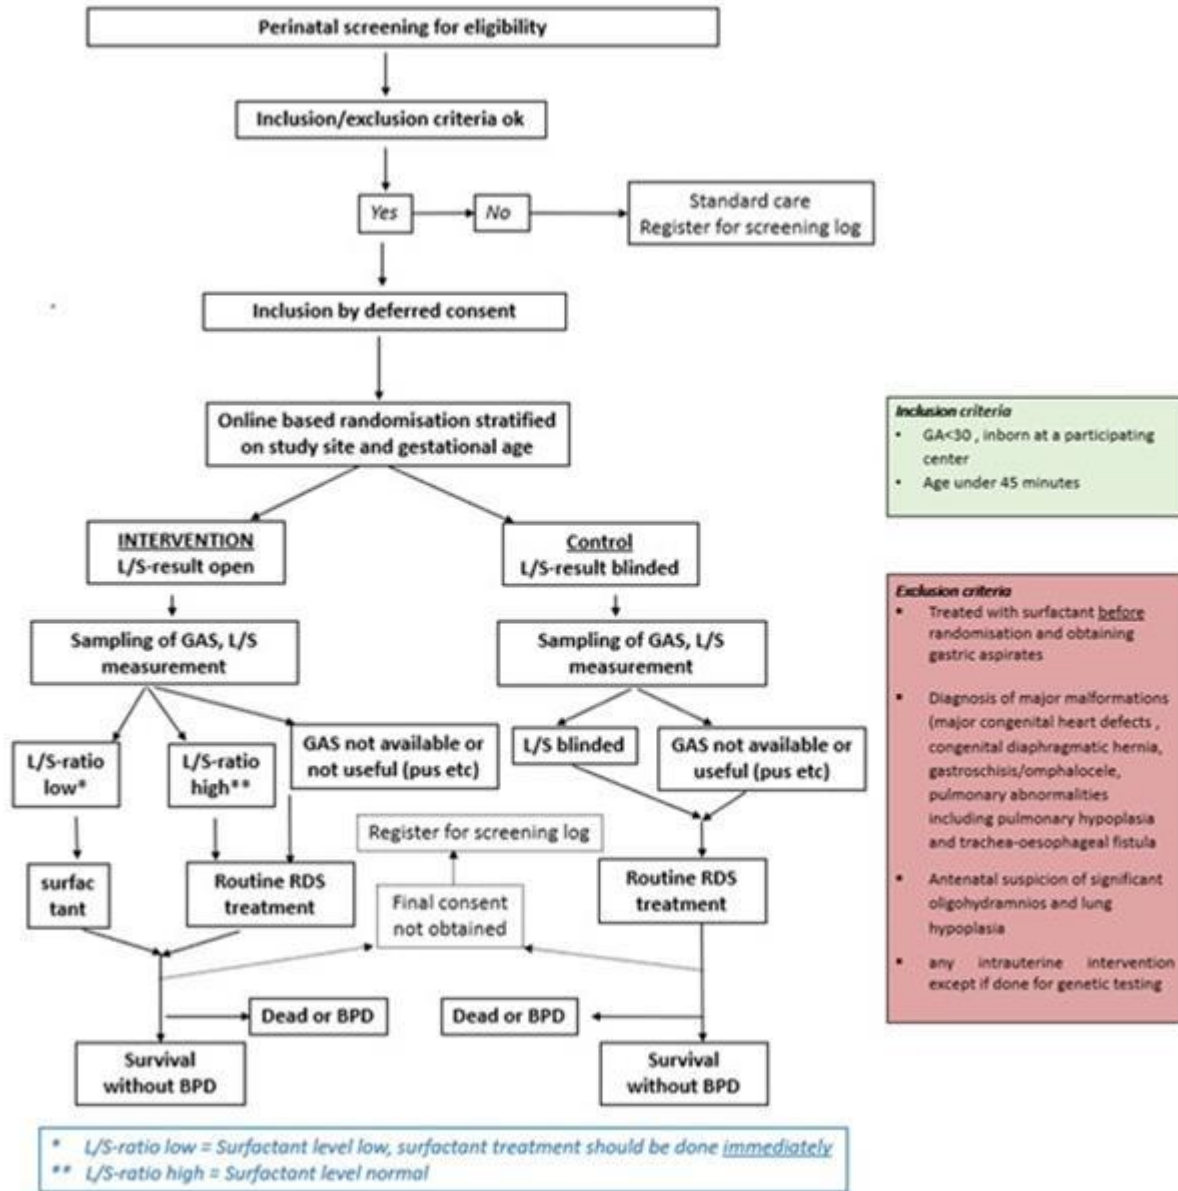 Perinatal screening for eligibility
Inclusion/exclusion criteria ok
Yes
No
Standard care
Register for screening log
Inclusion by deferred consent
Online based randomisation stratified
on study site and gestational age
INTERVENTION
L/S-result open
Control
L/S-result blinded
Sampling of GAS, L/S
measurement
Sampling of GAS, L/S
measurement
L/S-ratio
low*
L/S-ratio
high**
GAS not available or
not useful (pus etc)
L/S blinded
GAS not available or
useful (pus etc)
Register for screening log
surfac
tant
Routine RDS
treatment
Final consent
not obtained
Routine RDS
treatment
Dead or BPD
Dead or BPD
Survival
without BPD
Survival
without BPD
* L/S-ratio low = Surfactant level low, surfactant treatment should be done immediately
** L/S-ratio high = Surfactant level normal
Inclusion criteria
• GA<30 , inborn at a participating
center
• Age under 45 minutes
Exclusion criteria
▪ Treated with surfactant before
randomisation and obtaining
gastric aspirates
▪ Diagnosis of major malformations
(major congenital heart defects ,
congenital diaphragmatic hernia,
gastroschisis/omphalocele,
pulmonary abnormalities
including pulmonary hypoplasia
and trachea-oesophageal fistula
▪ Antenatal suspicion of significant
oligohydramnios and lung
hypoplasia
▪ any intrauterine intervention
except if done for genetic testing